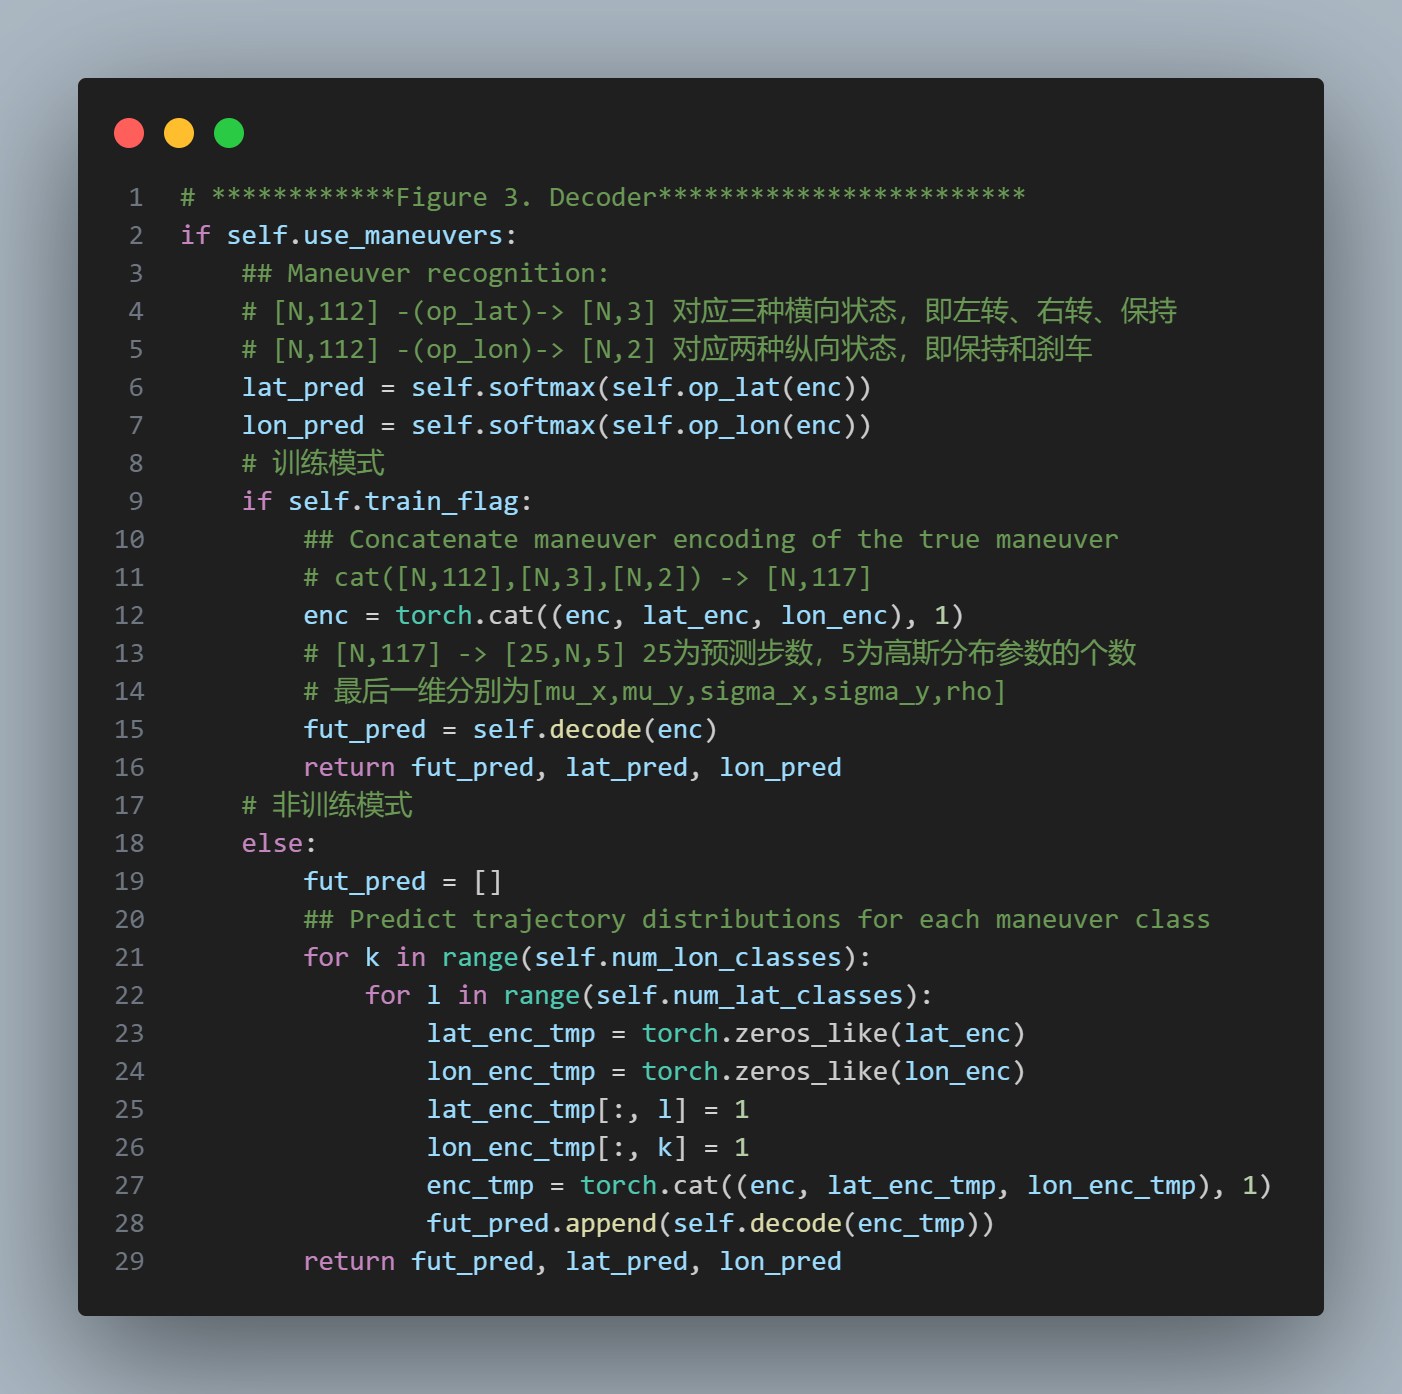 1 # ************Figure 3. Decoder************************
2 if self.use_maneuvers:
3     ## Maneuver recognition:
4     # [N,112] -(op_lat)-> [N,3] 对应三种横向状态，即左转、右转、保持
5     # [N,112] -(op_lon)-> [N,2] 对应两种纵向状态，即保持和刹车
6     lat_pred = self.softmax(self.op_lat(enc))
7     lon_pred = self.softmax(self.op_lon(enc))
8     # 训练模式
9     if self.train_flag:
10         ## Concatenate maneuver encoding of the true maneuver
11         # cat([N,112],[N,3],[N,2]) -> [N,117]
12         enc = torch.cat((enc, lat_enc, lon_enc), 1)
13         # [N,117] -> [25,N,5] 25为预测步数，5为高斯分布参数的个数
14         # 最后一维分别为[mu_x,mu_y,sigma_x,sigma_y,rho]
15         fut_pred = self.decode(enc)
16         return fut_pred, lat_pred, lon_pred
17     # 非训练模式
18     else:
19         fut_pred = []
20         ## Predict trajectory distributions for each maneuver class
21         for k in range(self.num_lon_classes):
22             for l in range(self.num_lat_classes):
23                 lat_enc_tmp = torch.zeros_like(lat_enc)
24                 lon_enc_tmp = torch.zeros_like(lon_enc)
25                 lat_enc_tmp[:, l] = 1
26                 lon_enc_tmp[:, k] = 1
27                 enc_tmp = torch.cat((enc, lat_enc_tmp, lon_enc_tmp), 1)
28                 fut_pred.append(self.decode(enc_tmp))
29         return fut_pred, lat_pred, lon_pred